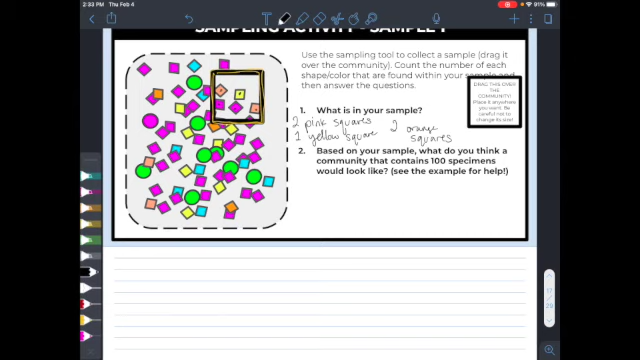 2:33 PM Thu Feb 4
91%
SAMPLING ACTIVITY - SAMPLE 1
Use the sampling tool to collect a sample (drag it
over the community). Count the number of each
shape/color that are found within your sample and
then answer the questions.
DRAG THIS OVER
THE
COMMUNITY!
Place it anywhere
you want. Be
careful not to
change its size!
1. What is in your sample?
2 pink squares 2 orange
1 yellow square squares
2. Based on your sample, what do you think a
community that contains 100 specimens
would look like? (see the example for help!)
17
29